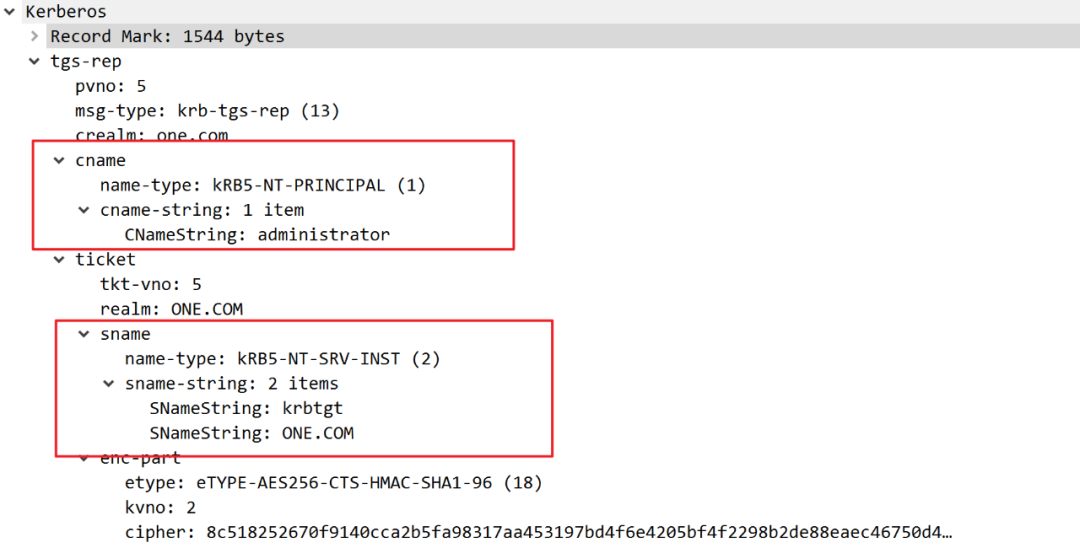 Kerberos
Record Mark: 1544 bytes
tgs-rep
pvno: 5
msg-type: krb-tgs-rep (13)
crealm: one.com
cname
name-type: kRB5-NT-PRINCIPAL (1)
cname-string: 1 item
CNameString: administrator
ticket
tkt-vno: 5
realm: ONE.COM
sname
name-type: kRB5-NT-SRV-INST (2)
sname-string: 2 items
SNameString: krbtgt
SNameString: ONE.COM
enc-part
etype: eTYPE-AES256-CTS-HMAC-SHA1-96 (18)
kvno: 2
cipher: 8c518252670f9140cca2b5fa98317aa453197bd4f6e4205bf4f2298b2de88eaec46750d4…